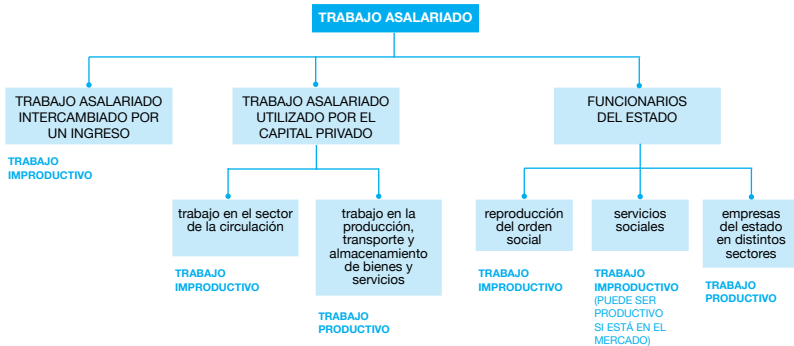 TRABAJO ASALARIADO
TRABAJO ASALARIADO
INTERCAMBIADO POR
UN INGRESO
TRABAJO
IMPRODUCTIVO
TRABAJO ASALARIADO
UTILIZADO POR EL
CAPITAL PRIVADO
FUNCIONARIOS
DEL ESTADO
trabajo en el sector
de la circulación
TRABAJO
IMPRODUCTIVO
trabajo en la
producción,
transporte y
almacenamiento
de bienes y
servicios
TRABAJO
PRODUCTIVO
reproducción
del orden
social
TRABAJO
IMPRODUCTIVO
servicios
sociales
TRABAJO
IMPRODUCTIVO
(PUEDE SER
PRODUCTIVO
SI ESTÁ EN EL
MERCADO)
empresas
del estado
en distintos
sectores
TRABAJO
PRODUCTIVO